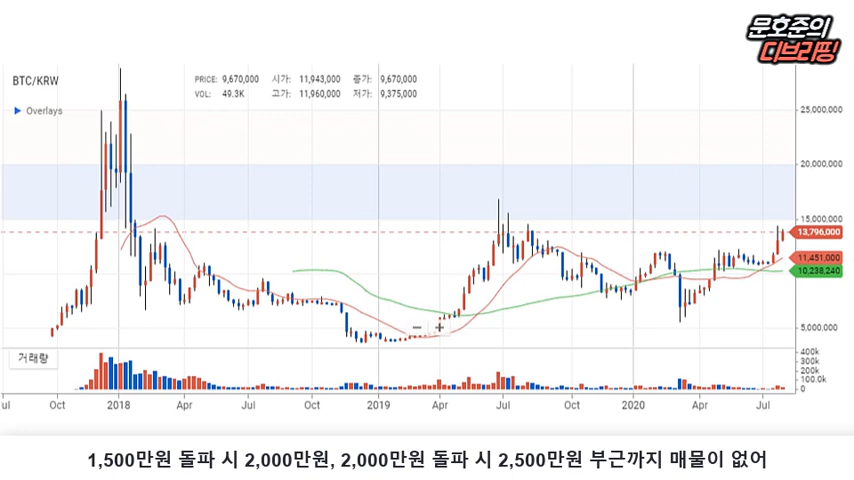 문호준의
디브리핑
BTC/KRW
PRICE: 9,670,000 시가: 11,943,000 종가: 9,670,000
VOL: 49.3K 고가: 11,960,000 저가: 9,375,000
Overlays
25,000,000
20,000,000
15,000,000
13,796,000
11,451,000
10,238,240
5,000,000
거래량
400k
300k
200k
100.0k
0
ul Oct 2018 Apr Jul Oct 2019 Apr Jul Oct 2020 Apr Jul
1,500만원 돌파 시 2,000만원, 2,000만원 돌파 시 2,500만원 부근까지 매물이 없어